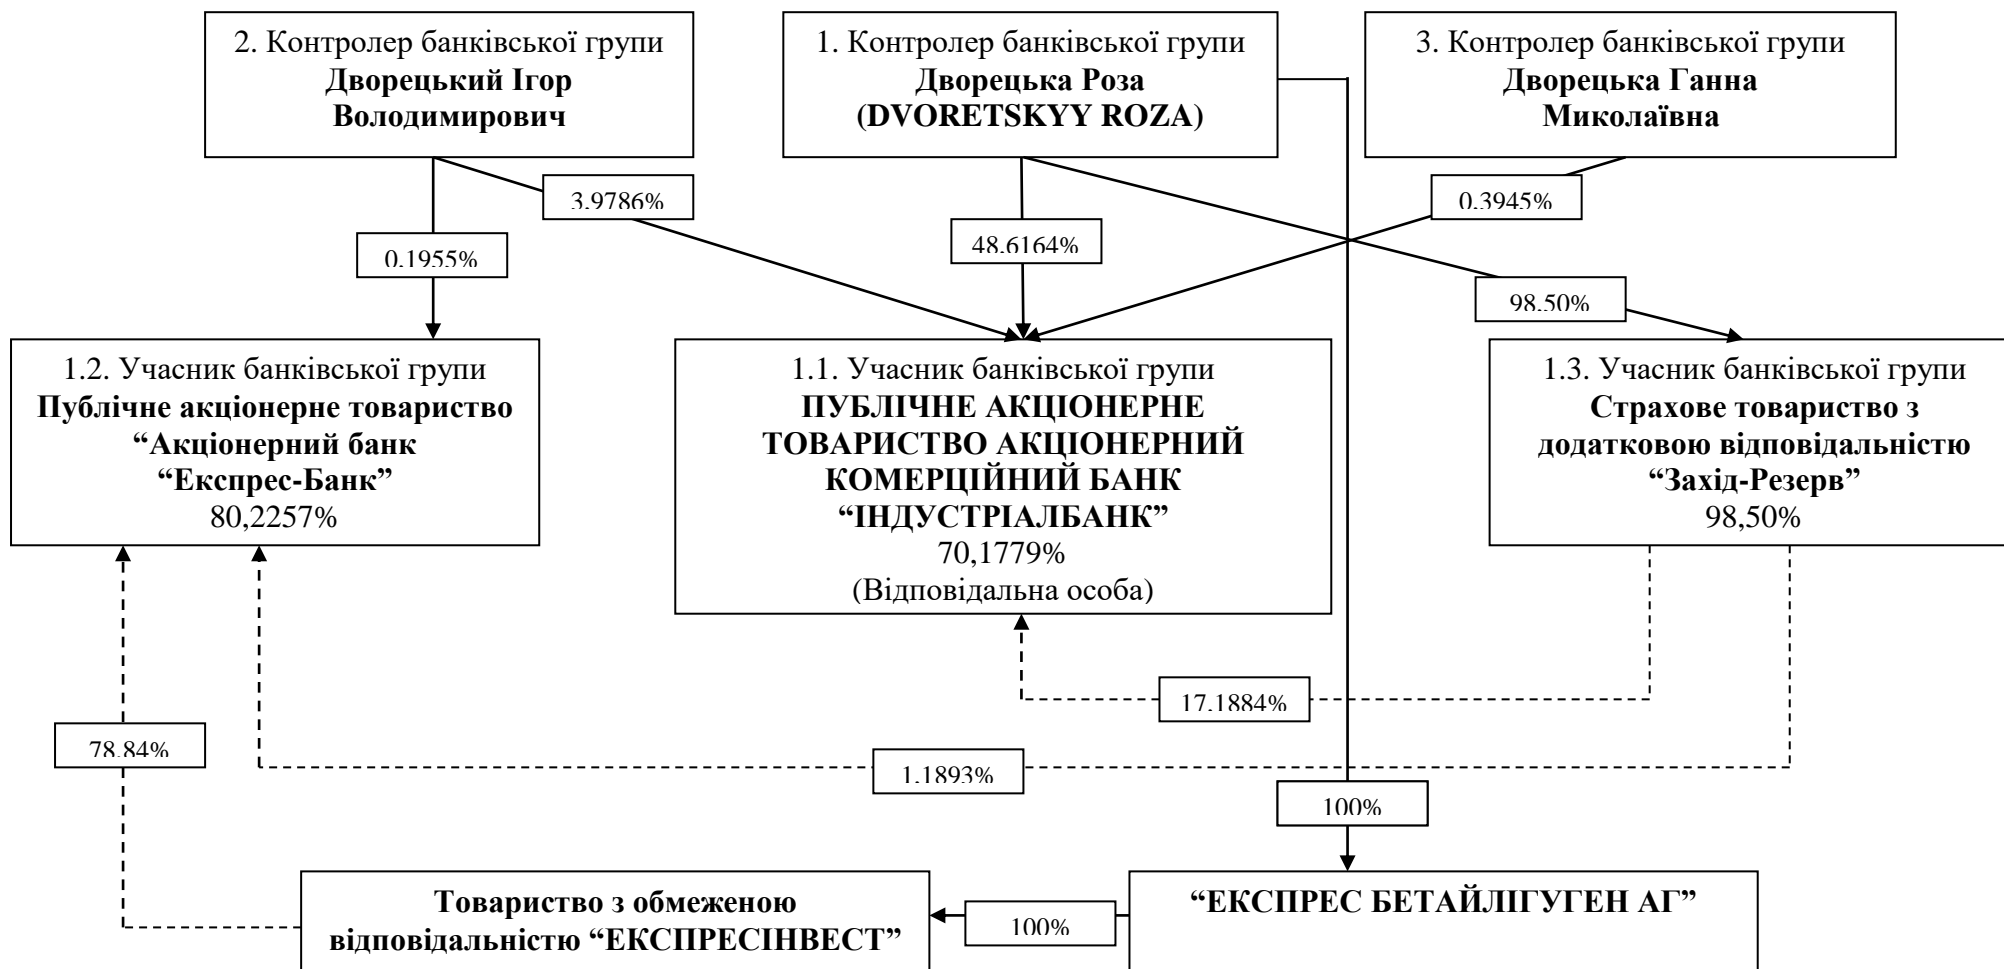 2. Контролер банківської групи
Дворецький Ігор
Володимирович
1. Контролер банківської групи
Дворецька Роза
(DVORETSKYY ROZA)
3. Контролер банківської групи
Дворецька Ганна
Миколаївна
3.9786%
0.3945%
0.1955%
48.6164%
98.50%
1.2. Учасник банківської групи
Публічне акціонерне товариство
“Акціонерний банк
“Експрес-Банк”
80,2257%
1.1. Учасник банківської групи
ПУБЛІЧНЕ АКЦІОНЕРНЕ
ТОВАРИСТВО АКЦІОНЕРНИЙ
КОМЕРЦІЙНИЙ БАНК
“ІНДУСТРІАЛБАНК”
70,1779%
(Відповідальна особа)
1.3. Учасник банківської групи
Страхове товариство з
додатковою відповідальністю
“Захід-Резерв”
98,50%
17.1884%
78.84%
1.1893%
100%
Товариство з обмеженою
відповідальністю “ЕКСПРЕСІНВЕСТ”
100%
“ЕКСПРЕС БЕТАЙЛІГУГЕН АГ”